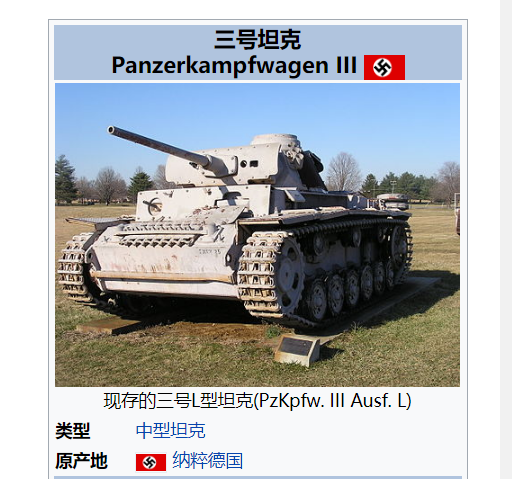 三号坦克
Panzerkampfwagen III
现存的三号L型坦克(PzKpfw. III Ausf. L)
类型 中型坦克
原产地 纳粹德国